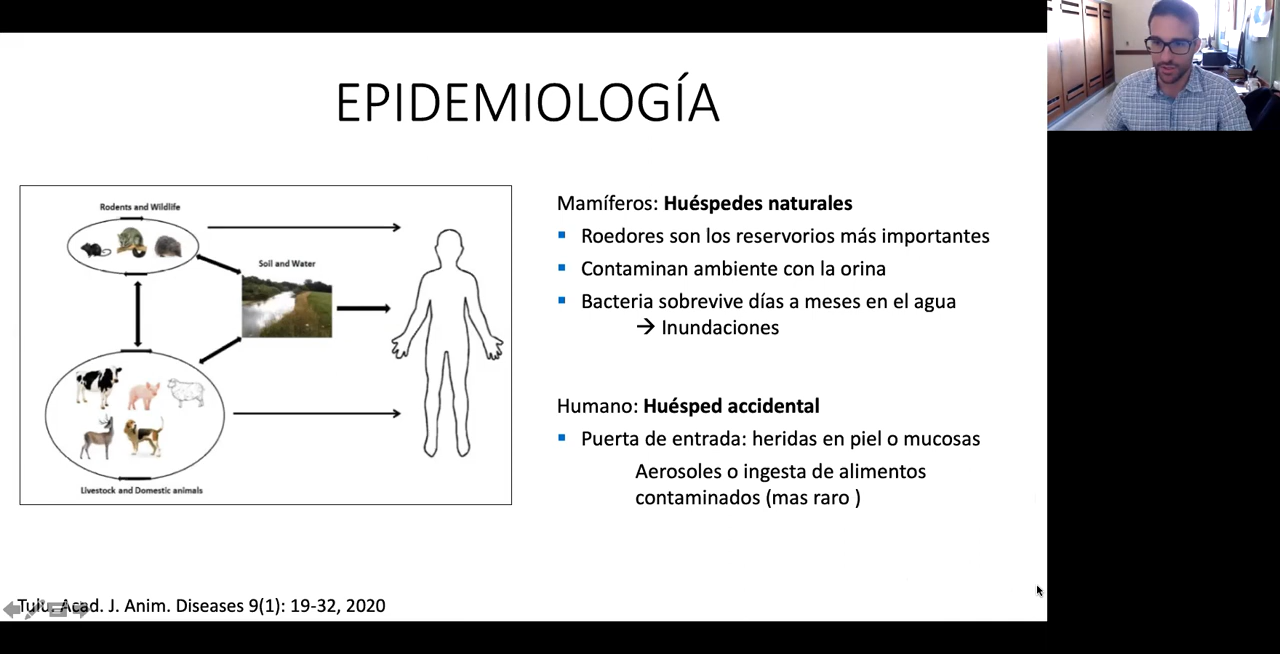 EPIDEMIOLOGÍA
Rodents and Wildlife
Soil and Water
Livestock and Domestic animals
Mamíferos: Huéspedes naturales
Roedores son los reservorios más importantes
Contaminan ambiente con la orina
Bacteria sobrevive días a meses en el agua
→ Inundaciones
Humano: Huésped accidental
Puerta de entrada: heridas en piel o mucosas
Aerosoles o ingesta de alimentos
contaminados (mas raro )
Tulu. Acad. J. Anim. Diseases 9(1): 19-32, 2020